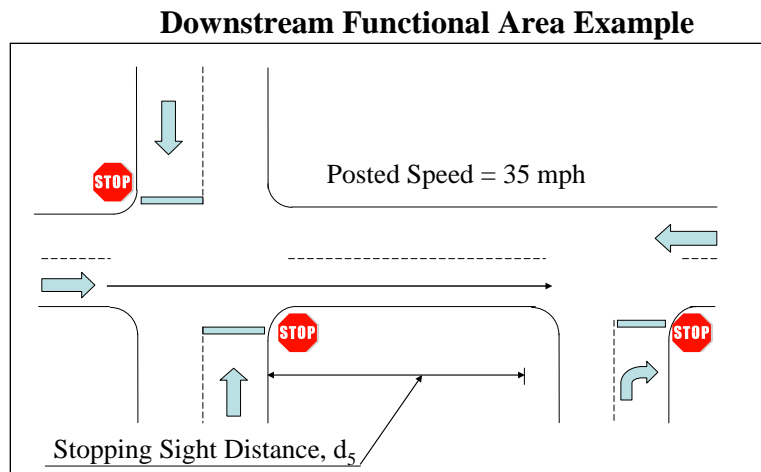 Downstream Functional Area Example
STOP
Posted Speed = 35 mph
STOP
STOP
Stopping Sight Distance, d₅